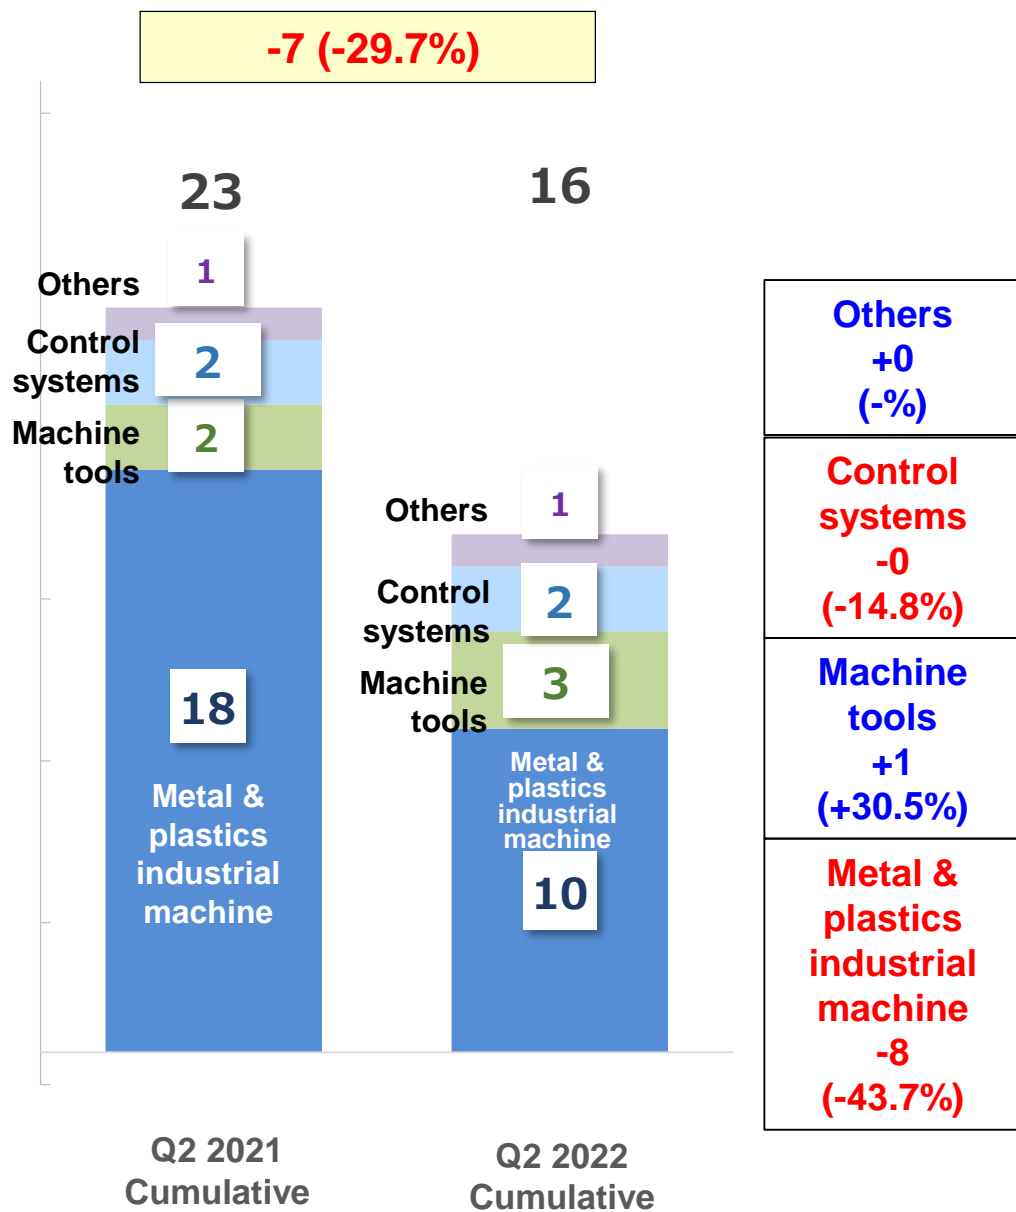 -7 (-29.7%)
23
16
Others
1
Control
systems
2
Machine
tools
2
18
Metal &
plastics
industrial
machine
Others
1
Control
systems
2
Machine
tools
3
Metal &
plastics
industrial
machine
10
Others
+0
(-%)
Control
systems
-0
(-14.8%)
Machine
tools
+1
(+30.5%)
Metal &
plastics
industrial
machine
-8
(-43.7%)
Q2 2021
Cumulative
Q2 2022
Cumulative